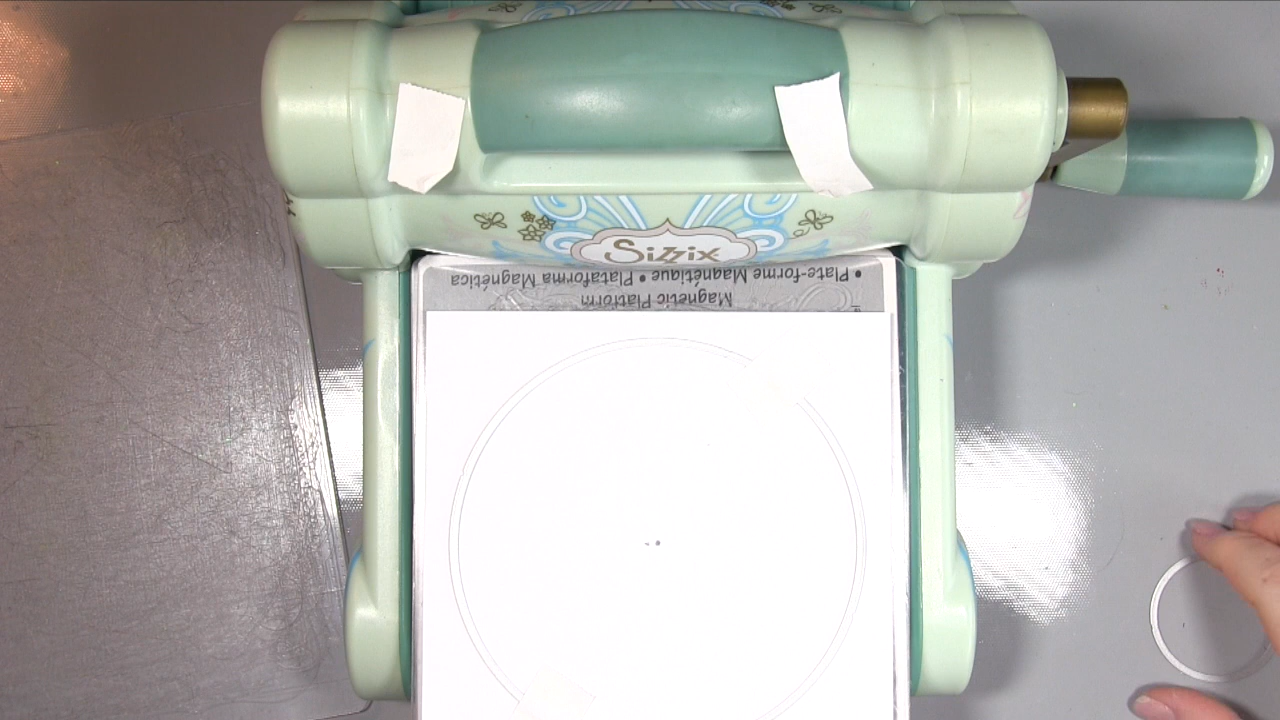 Sizzix
Magnetic Platform
• Plate-forme Magnétique • Plataforma Magnética